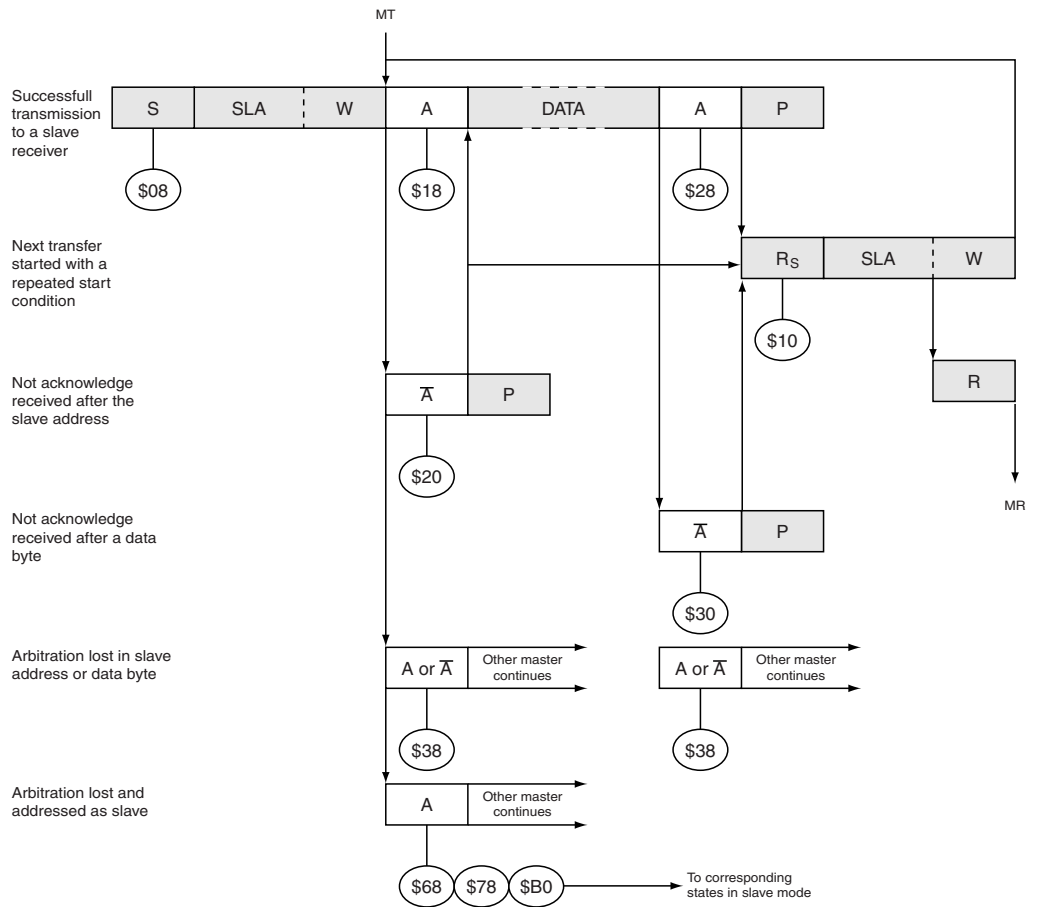 MT
Successfull
transmission
to a slave
receiver
S
SLA
W
A
DATA
A
P
$08
$18
$28
Next transfer
started with a
repeated start
condition
RS
SLA
W
$10
Not acknowledge
received after the
slave address
A̅
P
R
$20
MR
Not acknowledge
received after a data
byte
A̅
P
$30
Arbitration lost in slave
address or data byte
A or A̅
Other master
continues
A or A̅
Other master
continues
$38
$38
Arbitration lost and
addressed as slave
A
Other master
continues
$68
$78
$B0
To corresponding
states in slave mode